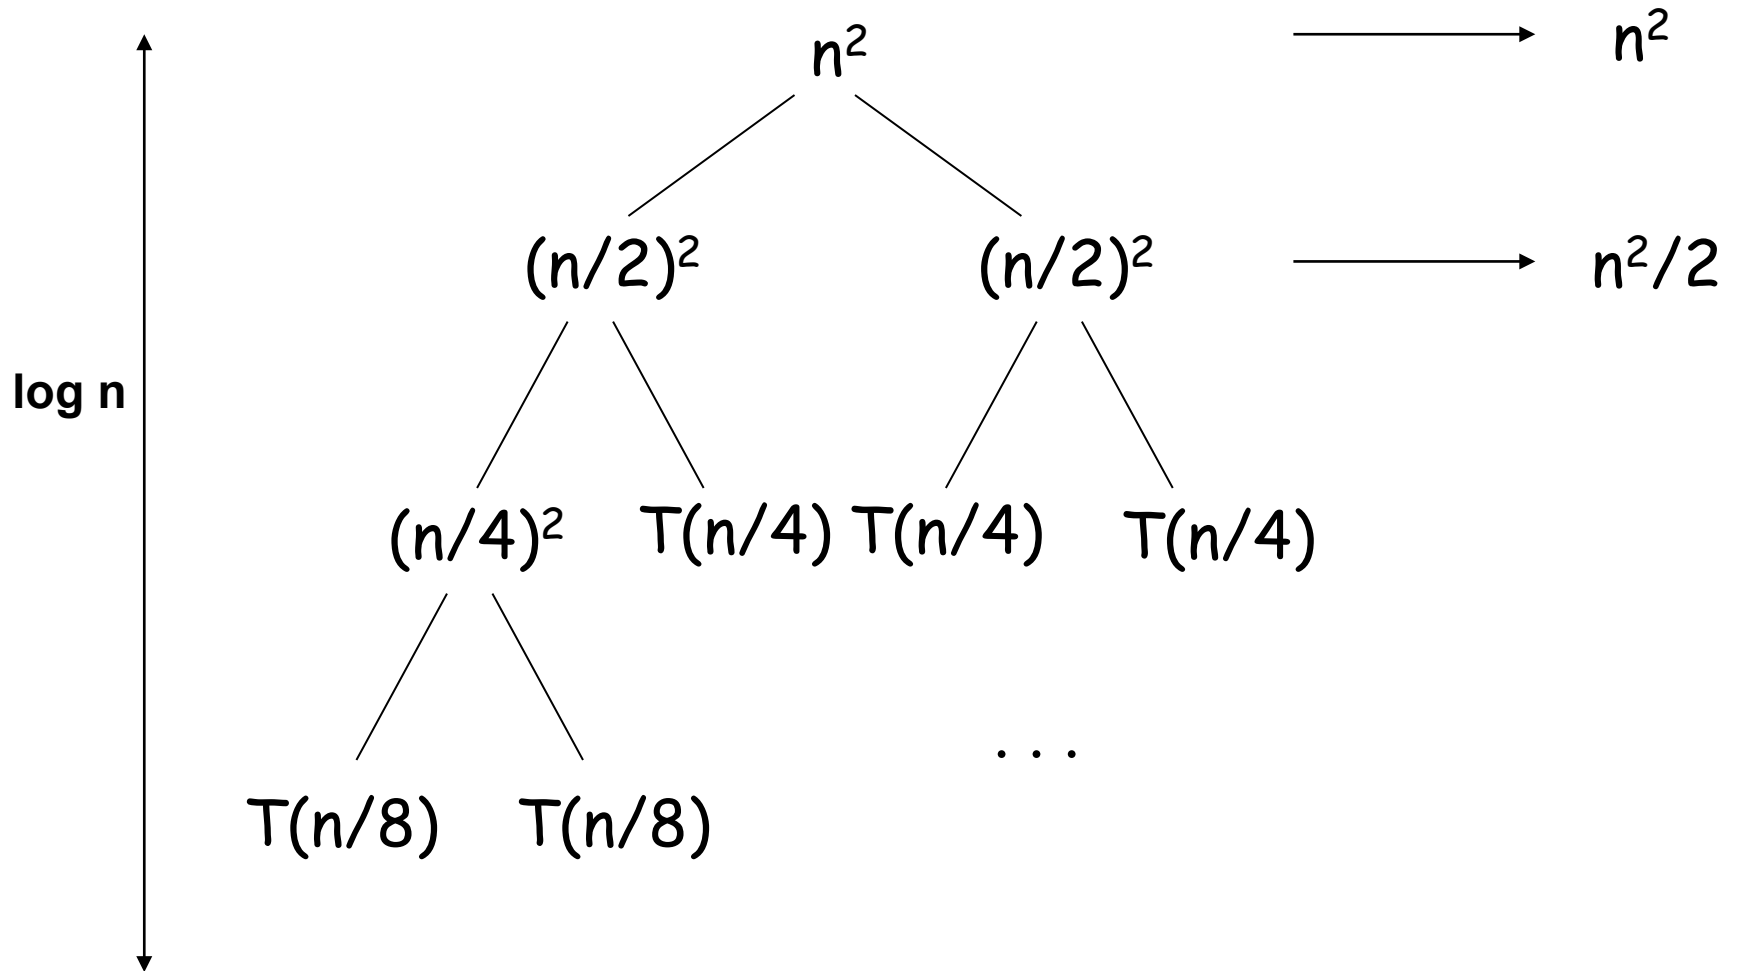 n² n²
(n/2)² (n/2)² n²/2
log n
(n/4)² T(n/4) T(n/4) T(n/4)
. . .
T(n/8) T(n/8)